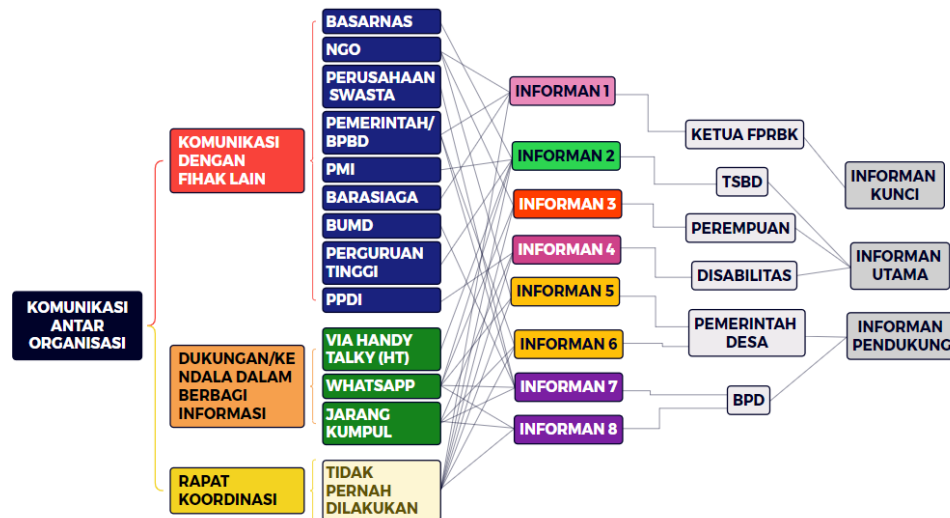 KOMUNIKASI
ANTAR
ORGANISASI
KOMUNIKASI
DENGAN
FIHAK LAIN
DUKUNGAN/KE
NDALA DALAM
BERBAGI
INFORMASI
RAPAT
KOORDINASI
BASARNAS
NGO
PERUSAHAAN
SWASTA
PEMERINTAH/
BPBD
PMI
BARASIAGA
BUMD
PERGURUAN
TINGGI
PPDI
VIA HANDY
TALKY (HT)
WHATSAPP
JARANG
KUMPUL
TIDAK
PERNAH
DILAKUKAN
INFORMAN 1
INFORMAN 2
INFORMAN 3
INFORMAN 4
INFORMAN 5
INFORMAN 6
INFORMAN 7
INFORMAN 8
KETUA FPRBK
TSBD
PEREMPUAN
DISABILITAS
PEMERINTAH
DESA
BPD
INFORMAN
KUNCI
INFORMAN
UTAMA
INFORMAN
PENDUKUNG